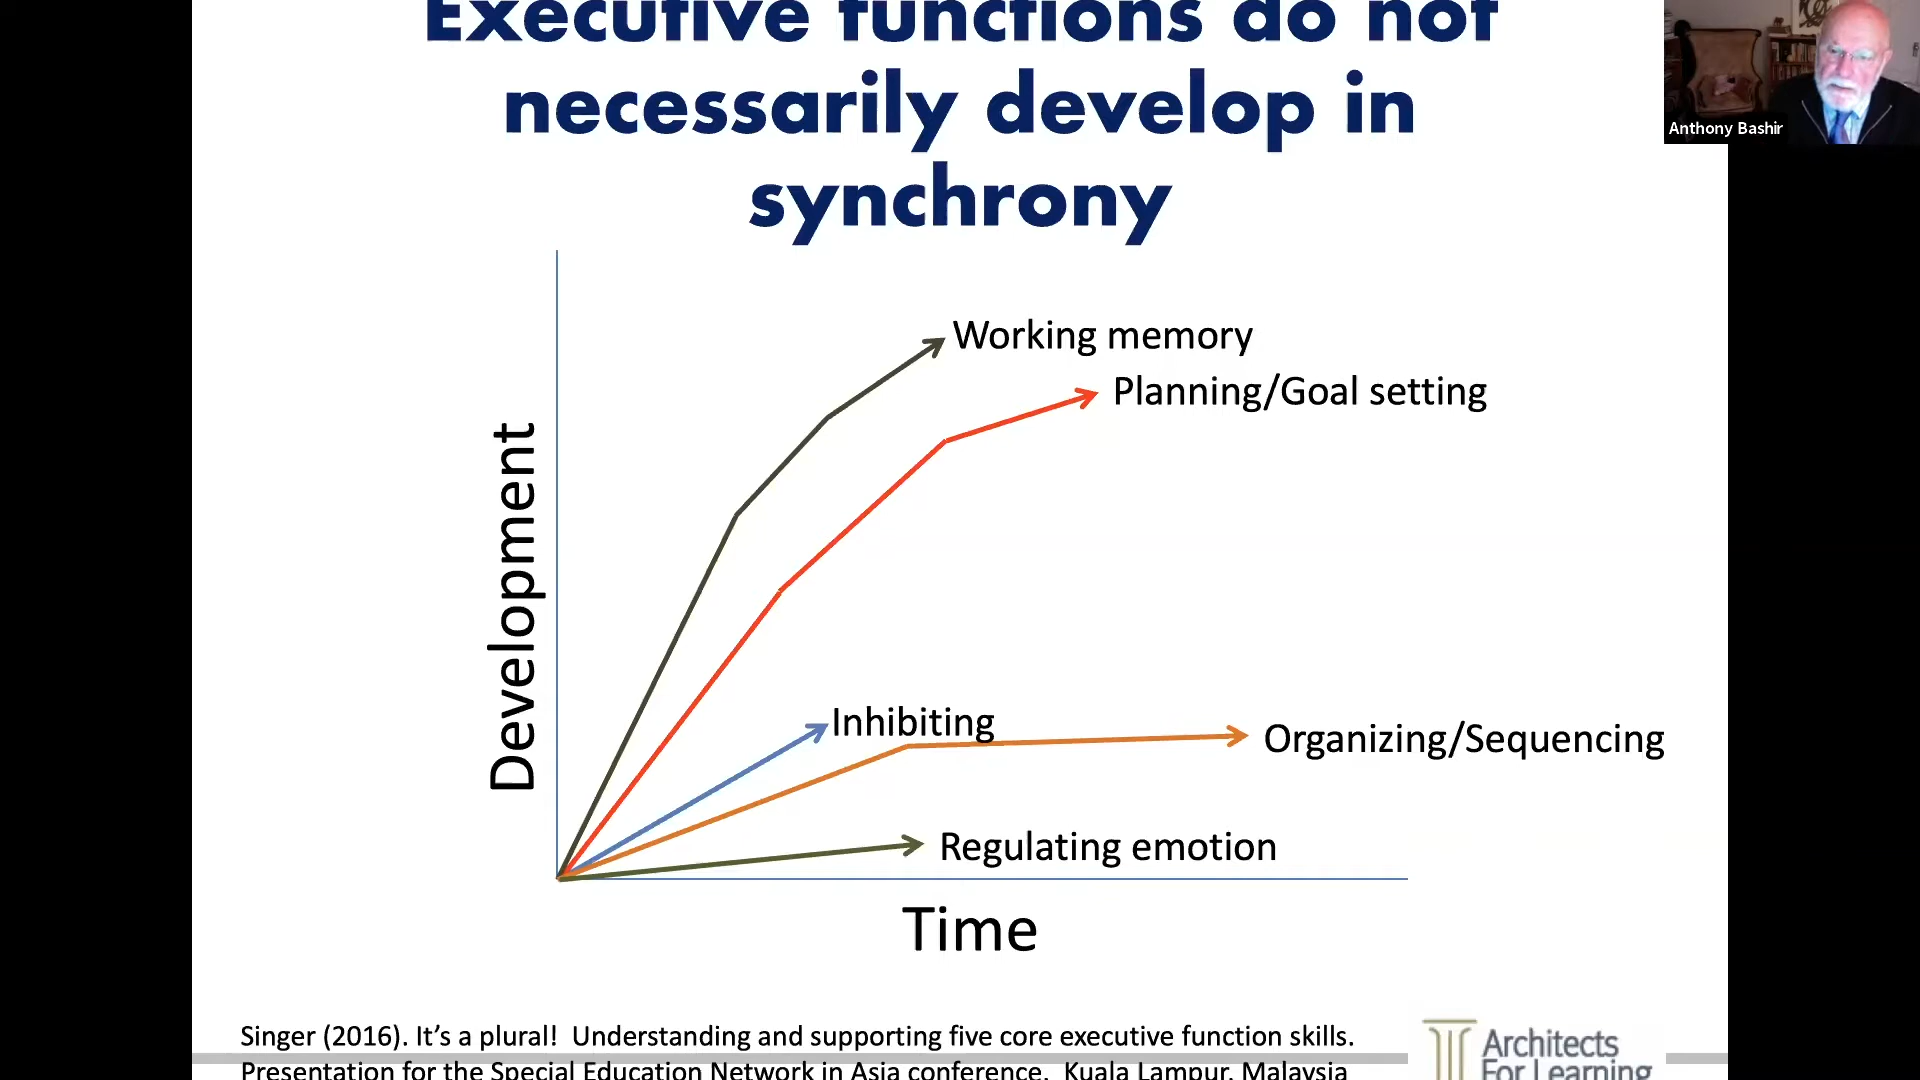 Executive functions do not
necessarily develop in
synchrony
Anthony Bashir
Working memory
Planning/Goal setting
Development
Inhibiting
Organizing/Sequencing
Regulating emotion
Time
Singer (2016). It’s a plural!  Understanding and supporting five core executive function skills.
Presentation for the Special Education Network in Asia conference.  Kuala Lampur, Malaysia
Architects
For Learning